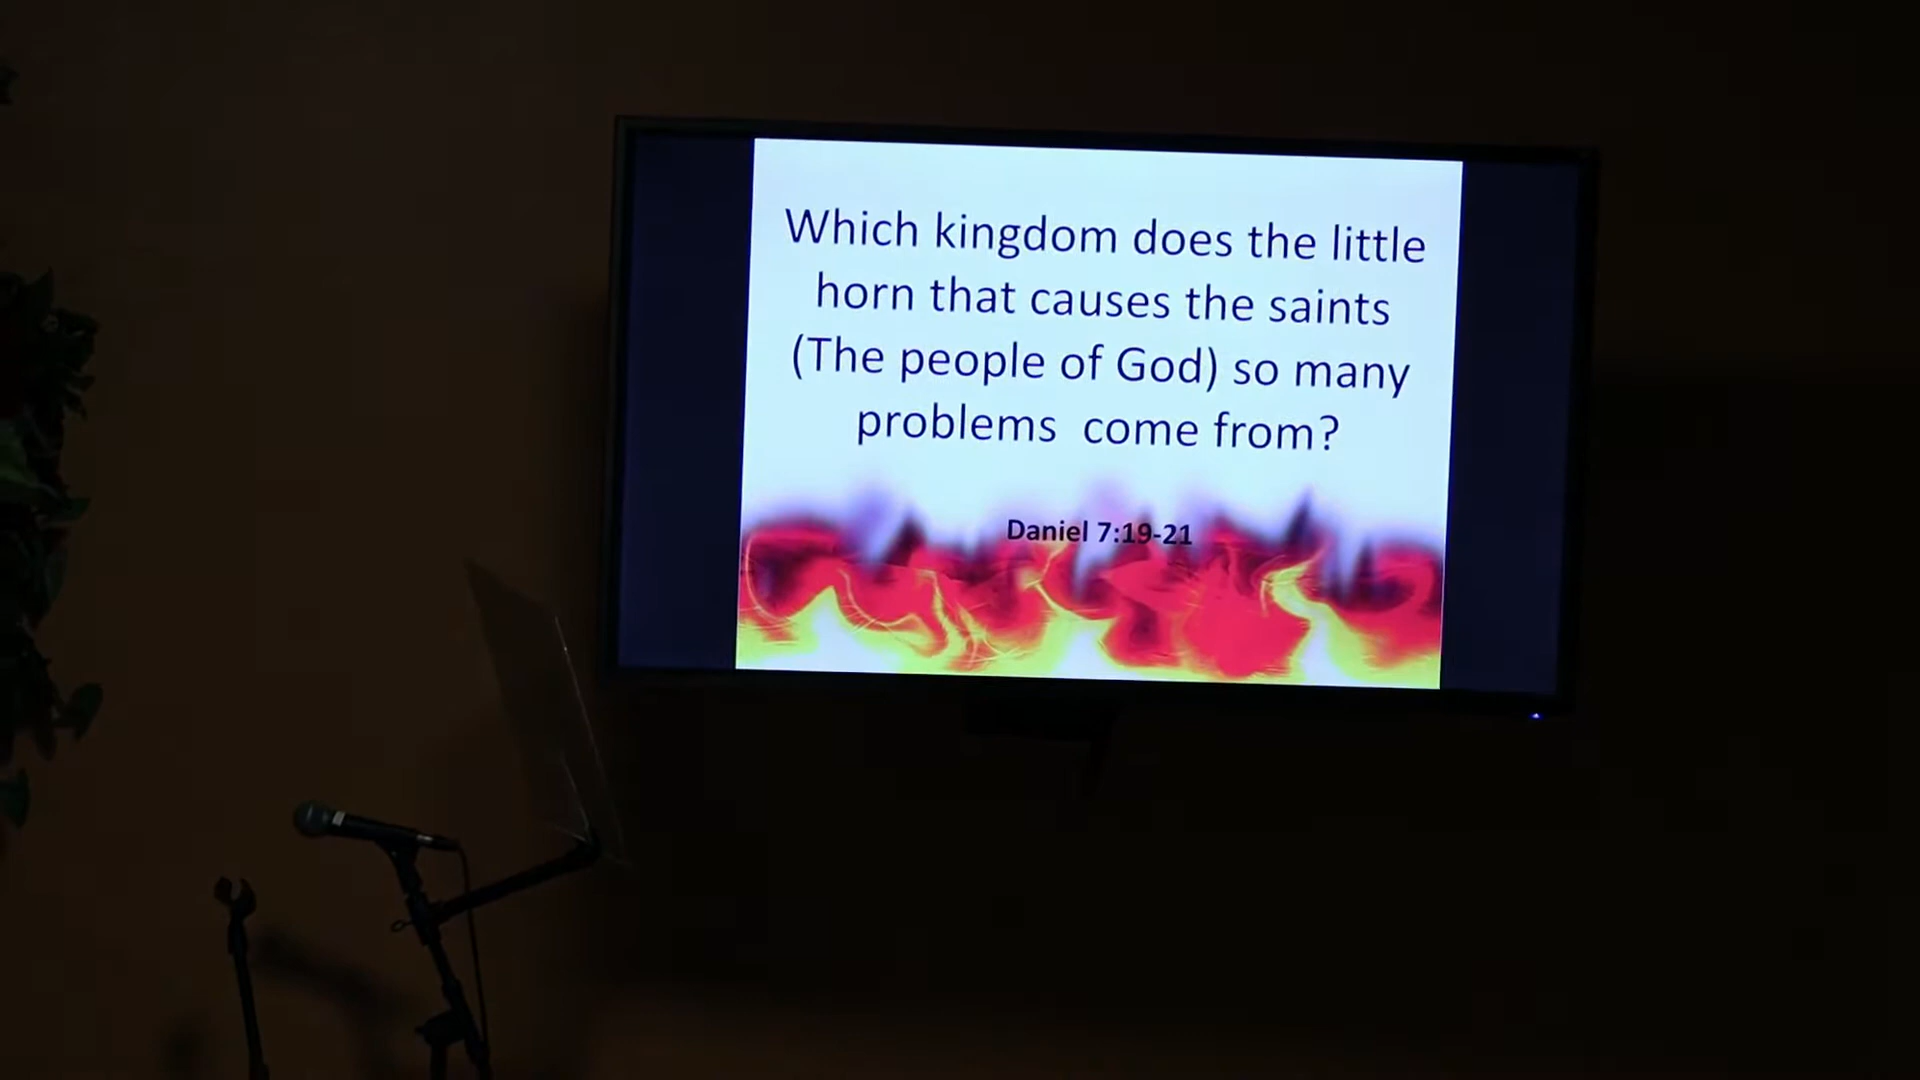 Which kingdom does the little
horn that causes the saints
(The people of God) so many
problems  come from?
Daniel 7:19-21